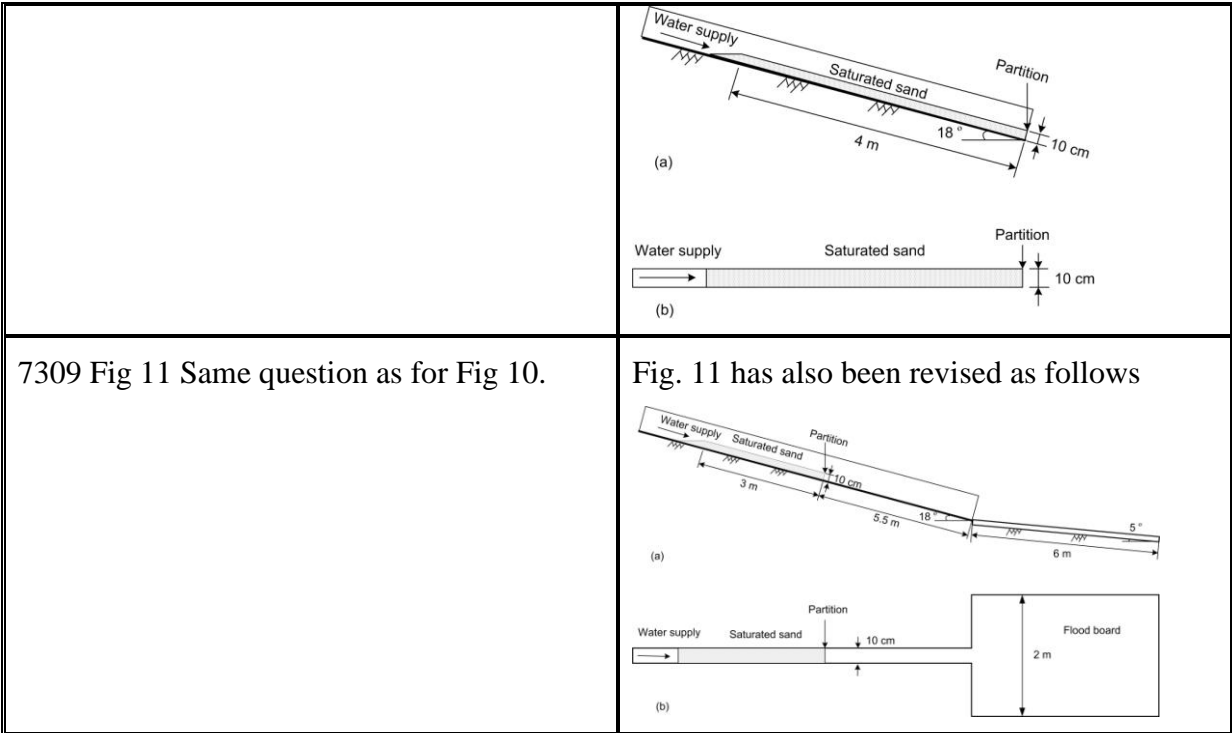 Water supply
Saturated sand
Partition
18 °
10 cm
4 m
(a)
Partition
Water supply
Saturated sand
10 cm
(b)
7309 Fig 11 Same question as for Fig 10.
Fig. 11 has also been revised as follows
Water supply
Saturated sand
Partition
10 cm
3 m
5.5 m
18 °
5 °
6 m
(a)
Partition
Water supply
Saturated sand
10 cm
Flood board
2 m
(b)